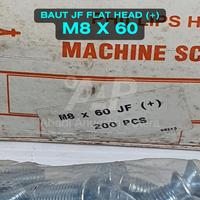 BAUT JF FLAT HEAD (+)
M8 X 60
MACHINE SC
M8 X 60 JF (+)
200 PCS